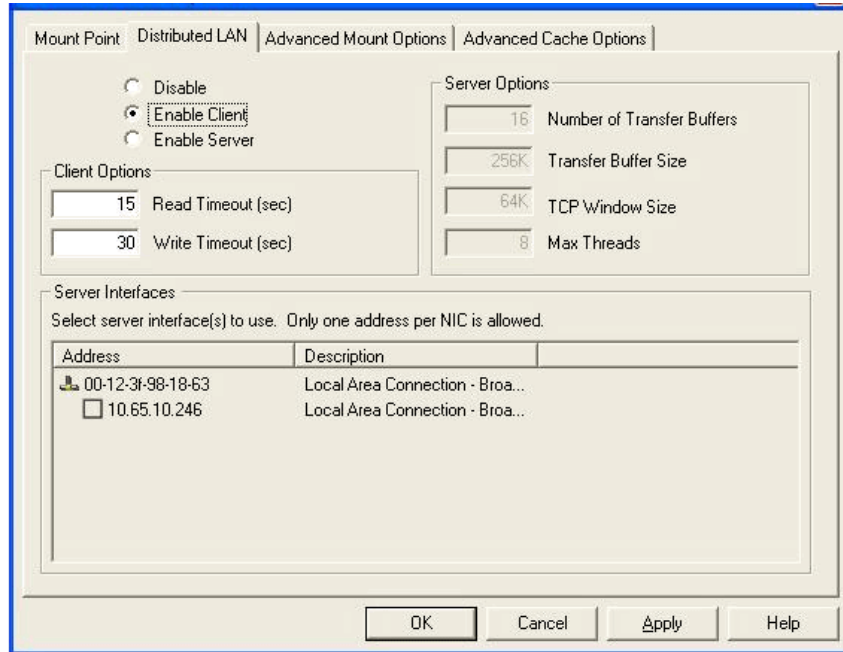 Mount Point Distributed LAN Advanced Mount Options Advanced Cache Options
Disable
Enable Client
Enable Server
Client Options
15 Read Timeout (sec)
30 Write Timeout (sec)
Server Options
16 Number of Transfer Buffers
256K Transfer Buffer Size
64K TCP Window Size
8 Max Threads
Server Interfaces
Select server interface(s) to use. Only one address per NIC is allowed.
Address Description
00-12-3f-98-18-63 Local Area Connection - Broa...
10.65.10.246 Local Area Connection - Broa...
OK Cancel Apply Help